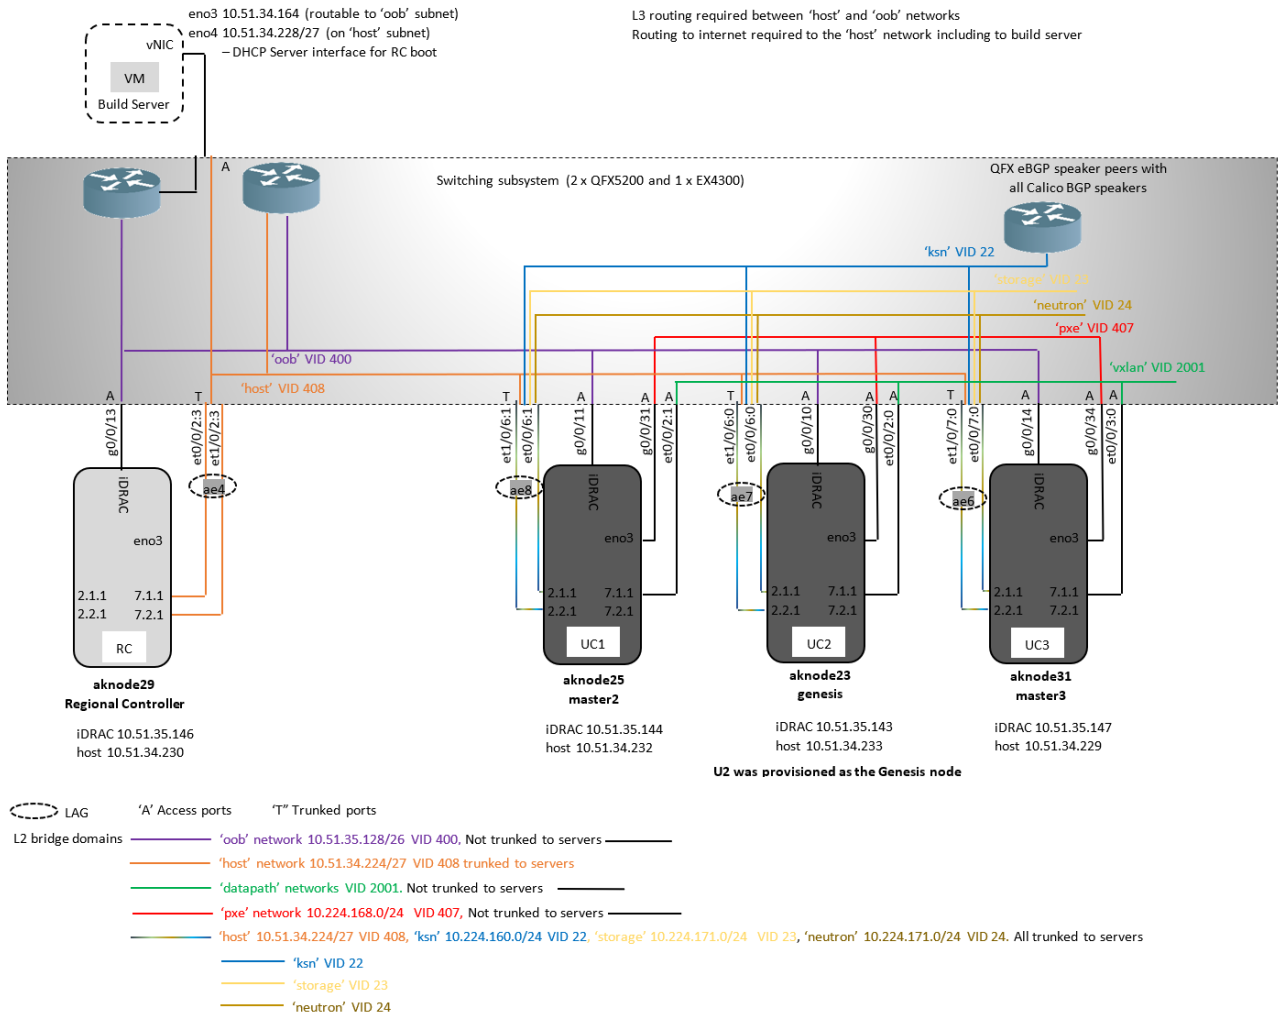 eno3 10.51.34.164 (routable to 'oob' subnet)
eno4 10.51.34.228/27 (on 'host' subnet)
– DHCP Server interface for RC boot
L3 routing required between 'host' and 'oob' networks
Routing to internet required to the 'host' network including to build server
vNIC
VM
Build Server
A
Switching subsystem (2 x QFX5200 and 1 x EX4300)
QFX eBGP speaker peers with
all Calico BGP speakers
'ksn' VID 22
'storage' VID 23
'neutron' VID 24
'pxe' VID 407
'oob' VID 400
'vxlan' VID 2001
'host' VID 408
A T T A A A T A A A T A A A
g0/0/13
et0/0/2:3
et1/0/2:3
et1/0/6:1
et0/0/6:1
g0/0/11
g0/0/31
et0/0/2:1
et1/0/6:0
et0/0/6:0
g0/0/10
g0/0/30
et0/0/2:0
et1/0/7:0
et0/0/7:0
g0/0/14
g0/0/34
et0/0/3:0
ae4
ae8
ae7
ae6
iDRAC
eno3
2.1.1 7.1.1
2.2.1 7.2.1
RC
iDRAC
eno3
2.1.1 7.1.1
2.2.1 7.2.1
UC1
iDRAC
eno3
2.1.1 7.1.1
2.2.1 7.2.1
UC2
iDRAC
eno3
2.1.1 7.1.1
2.2.1 7.2.1
UC3
aknode29
Regional Controller
iDRAC 10.51.35.146
host 10.51.34.230
aknode25
master2
iDRAC 10.51.35.144
host 10.51.34.232
aknode23
genesis
iDRAC 10.51.35.143
host 10.51.34.233
aknode31
master3
iDRAC 10.51.35.147
host 10.51.34.229
U2 was provisioned as the Genesis node
LAG 'A' Access ports 'T" Trunked ports
L2 bridge domains
'oob' network 10.51.35.128/26 VID 400, Not trunked to servers
'host' network 10.51.34.224/27 VID 408 trunked to servers
'datapath' networks VID 2001. Not trunked to servers
'pxe' network 10.224.168.0/24 VID 407, Not trunked to servers
'host' 10.51.34.224/27 VID 408, 'ksn' 10.224.160.0/24 VID 22, 'storage' 10.224.171.0/24 VID 23, 'neutron' 10.224.171.0/24 VID 24. All trunked to servers
'ksn' VID 22
'storage' VID 23
'neutron' VID 24